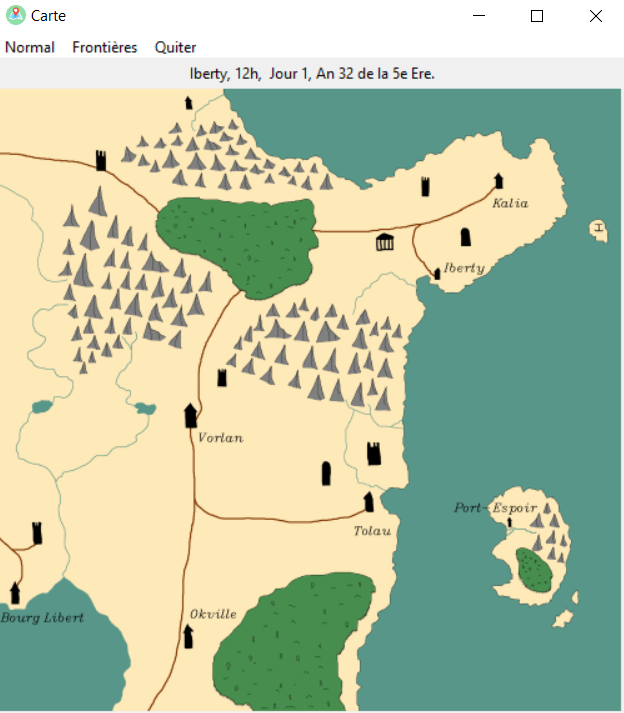 Carte
Normal Frontières Quiter
Iberty, 12h, Jour 1, An 32 de la 5e Ere.
Kalia
Iberty
Vorlan
Port-Espoir
Tolau
Okville
Bourg Libert